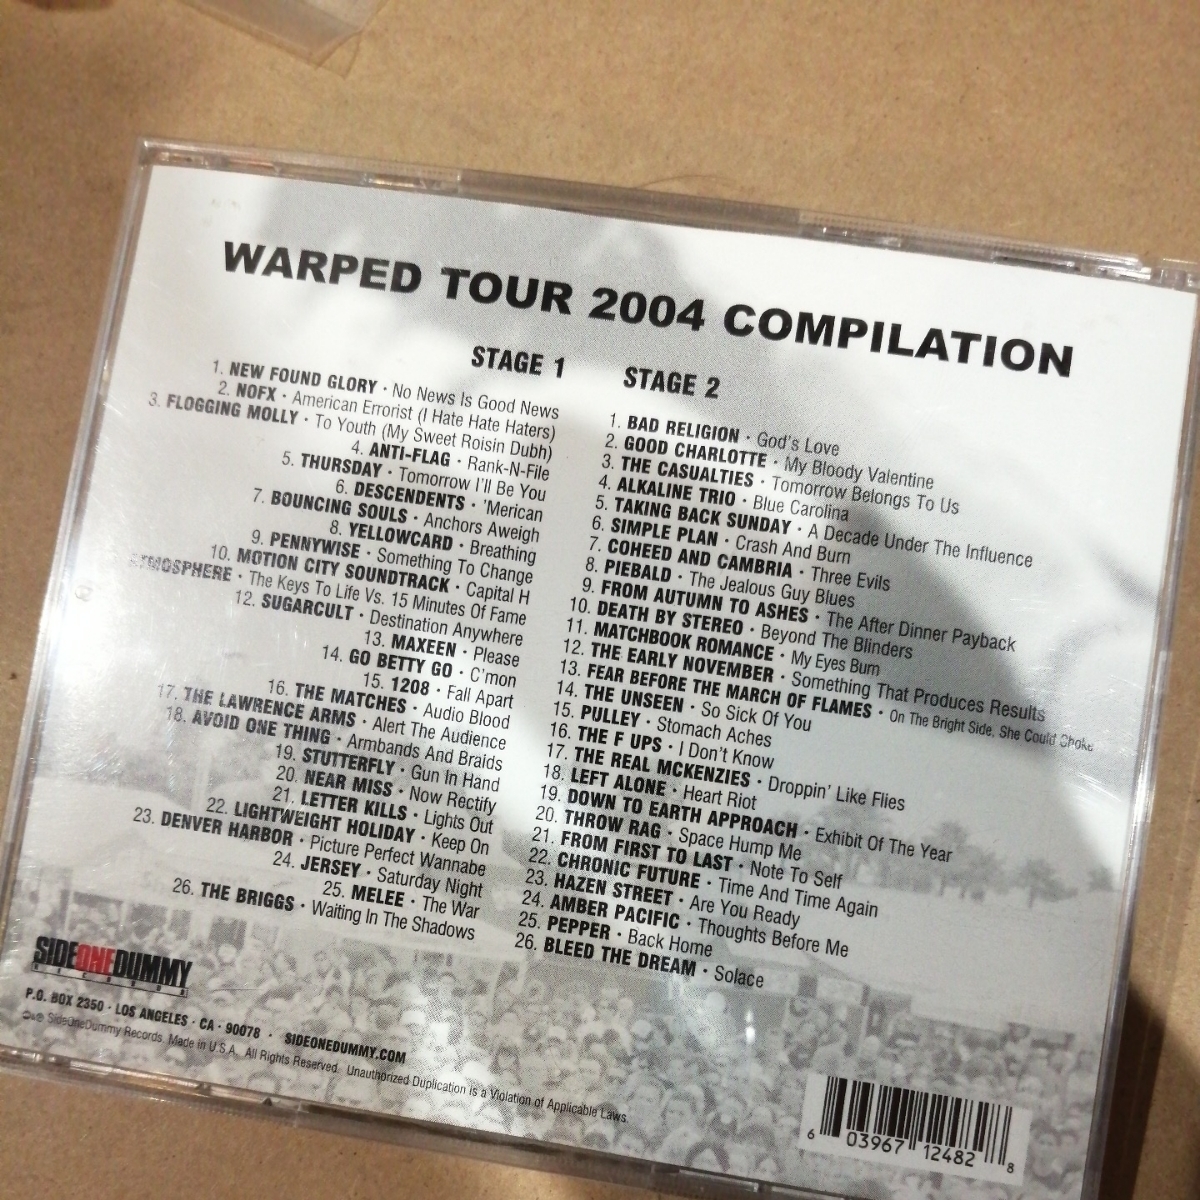 WARPED TOUR 2004 COMPILATION
STAGE 1
1. NEW FOUND GLORY · No News Is Good News
2. NOFX · American Errorist (I Hate Hate Haters)
3. FLOGGING MOLLY · To Youth (My Sweet Roisin Dubh)
4. ANTI-FLAG · Rank-N-File
5. THURSDAY · Tomorrow I'll Be You
6. DESCENDENTS · 'Merican
7. BOUNCING SOULS · Anchors Aweigh
8. YELLOWCARD · Breathing
9. PENNYWISE · Something To Change
10. MOTION CITY SOUNDTRACK · Capital H
ATMOSPHERE · The Keys To Life Vs. 15 Minutes Of Fame
12. SUGARCULT · Destination Anywhere
13. MAXEEN · Please
14. GO BETTY GO · C'mon
15. 1208 · Fall Apart
16. THE MATCHES · Audio Blood
17. THE LAWRENCE ARMS · Alert The Audience
18. AVOID ONE THING · Armbands And Braids
19. STUTTERFLY · Gun In Hand
20. NEAR MISS · Now Rectify
21. LETTER KILLS · Lights Out
22. LIGHTWEIGHT HOLIDAY · Keep On
23. DENVER HARBOR · Picture Perfect Wannabe
24. JERSEY · Saturday Night
25. MELEE · The War
26. THE BRIGGS · Waiting In The Shadows
STAGE 2
1. BAD RELIGION · God's Love
2. GOOD CHARLOTTE · My Bloody Valentine
3. THE CASUALTIES · Tomorrow Belongs To Us
4. ALKALINE TRIO · Blue Carolina
5. TAKING BACK SUNDAY · A Decade Under The Influence
6. SIMPLE PLAN · Crash And Burn
7. COHEED AND CAMBRIA · Three Evils
8. PIEBALD · The Jealous Guy Blues
9. FROM AUTUMN TO ASHES · The After Dinner Payback
10. DEATH BY STEREO · Beyond The Blinders
11. MATCHBOOK ROMANCE · My Eyes Burn
12. THE EARLY NOVEMBER · Something That Produces Results
13. FEAR BEFORE THE MARCH OF FLAMES · On The Bright Side, She Could Choke
14. THE UNSEEN · So Sick Of You
15. PULLEY · Stomach Aches
16. THE F UPS · I Don't Know
17. THE REAL MCKENZIES · Droppin' Like Flies
18. LEFT ALONE · Heart Riot
19. DOWN TO EARTH APPROACH · Exhibit Of The Year
20. THROW RAG · Space Hump Me
21. FROM FIRST TO LAST · Note To Self
22. CHRONIC FUTURE · Time And Time Again
23. HAZEN STREET · Are You Ready
24. AMBER PACIFIC · Thoughts Before Me
25. PEPPER · Back Home
26. BLEED THE DREAM · Solace
SIDEONEDUMMY
RECORDS
P.O. BOX 2350 · LOS ANGELES · CA · 90078 · SIDEONEDUMMY.COM
©℗ SideOneDummy Records. Made in U.S.A. All Rights Reserved. Unauthorized Duplication is a Violation of Applicable Laws.
6 03967 12482 8